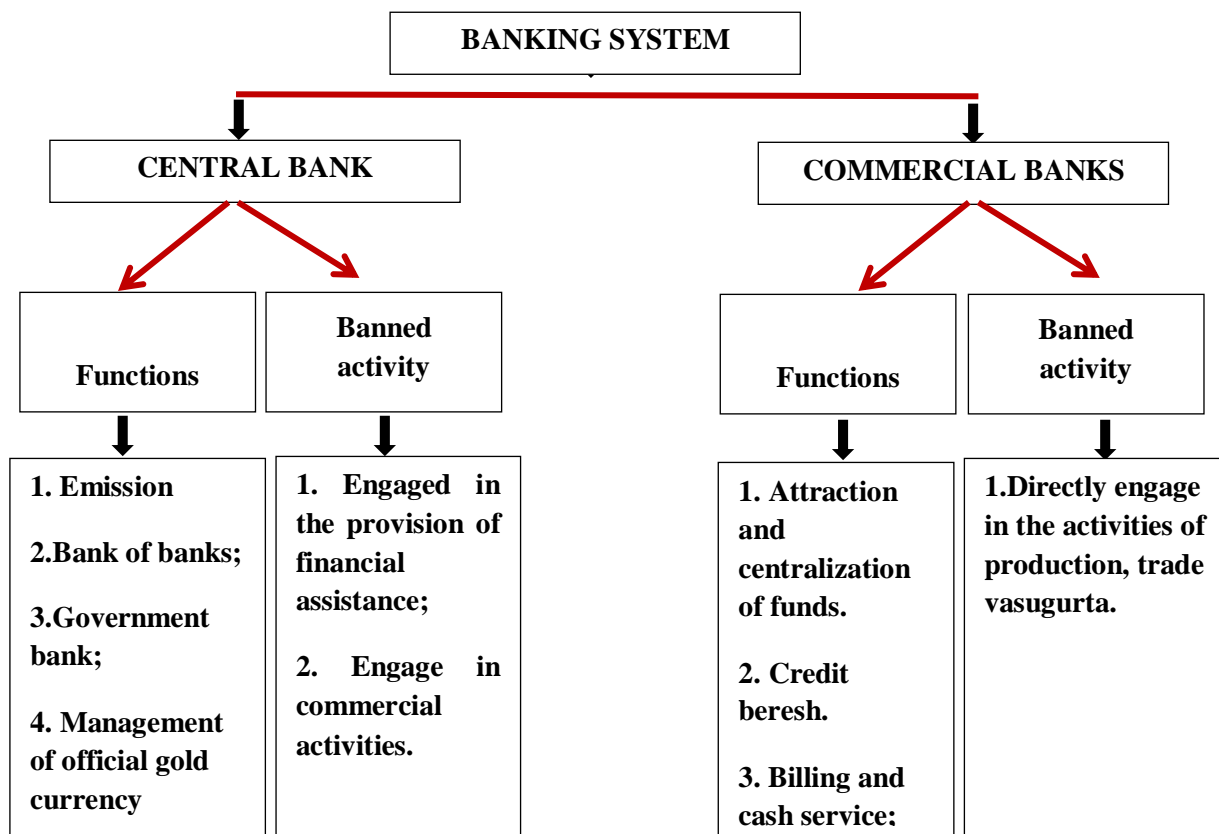 BANKING SYSTEM
CENTRAL BANK
COMMERCIAL BANKS
Functions
Banned
activity
Functions
Banned
activity
1. Emission
2.Bank of banks;
3.Government
bank;
4. Management
of official gold
currency
1. Engaged in
the provision of
financial
assistance;
2. Engage in
commercial
activities.
1. Attraction
and
centralization
of funds.
2. Credit
beresh.
3. Billing and
cash service;
1.Directly engage
in the activities of
production, trade
vasugurta.